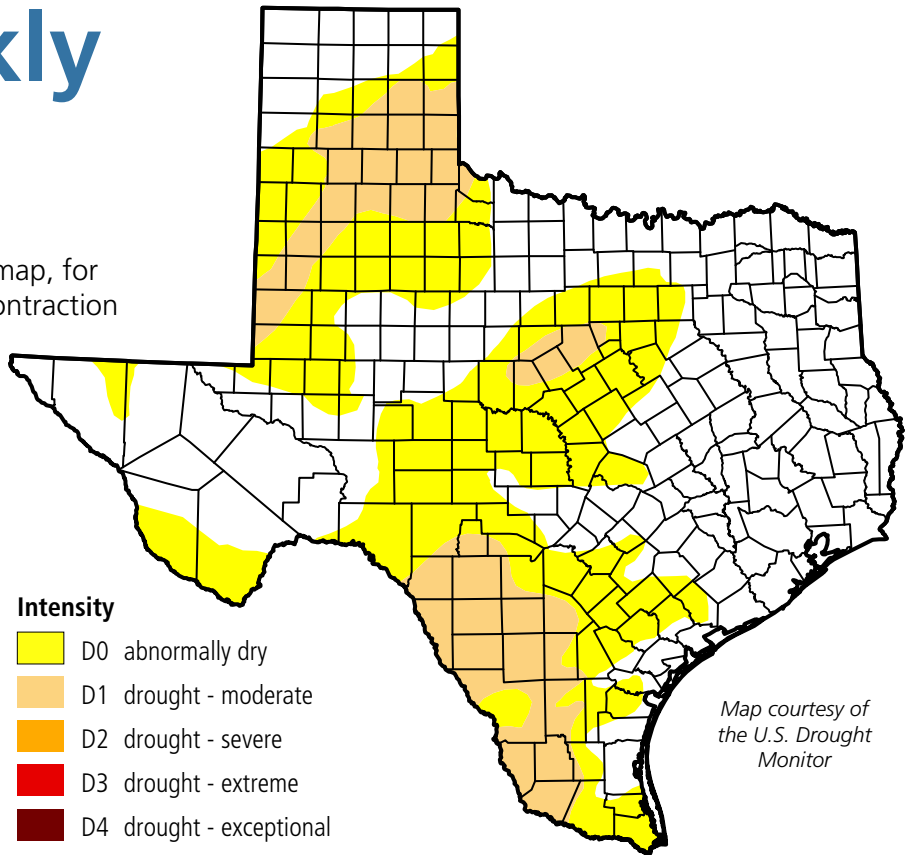 kly
map, for
ontraction
Intensity
D0 abnormally dry
D1 drought - moderate
D2 drought - severe
D3 drought - extreme
D4 drought - exceptional
Map courtesy of
the U.S. Drought
Monitor